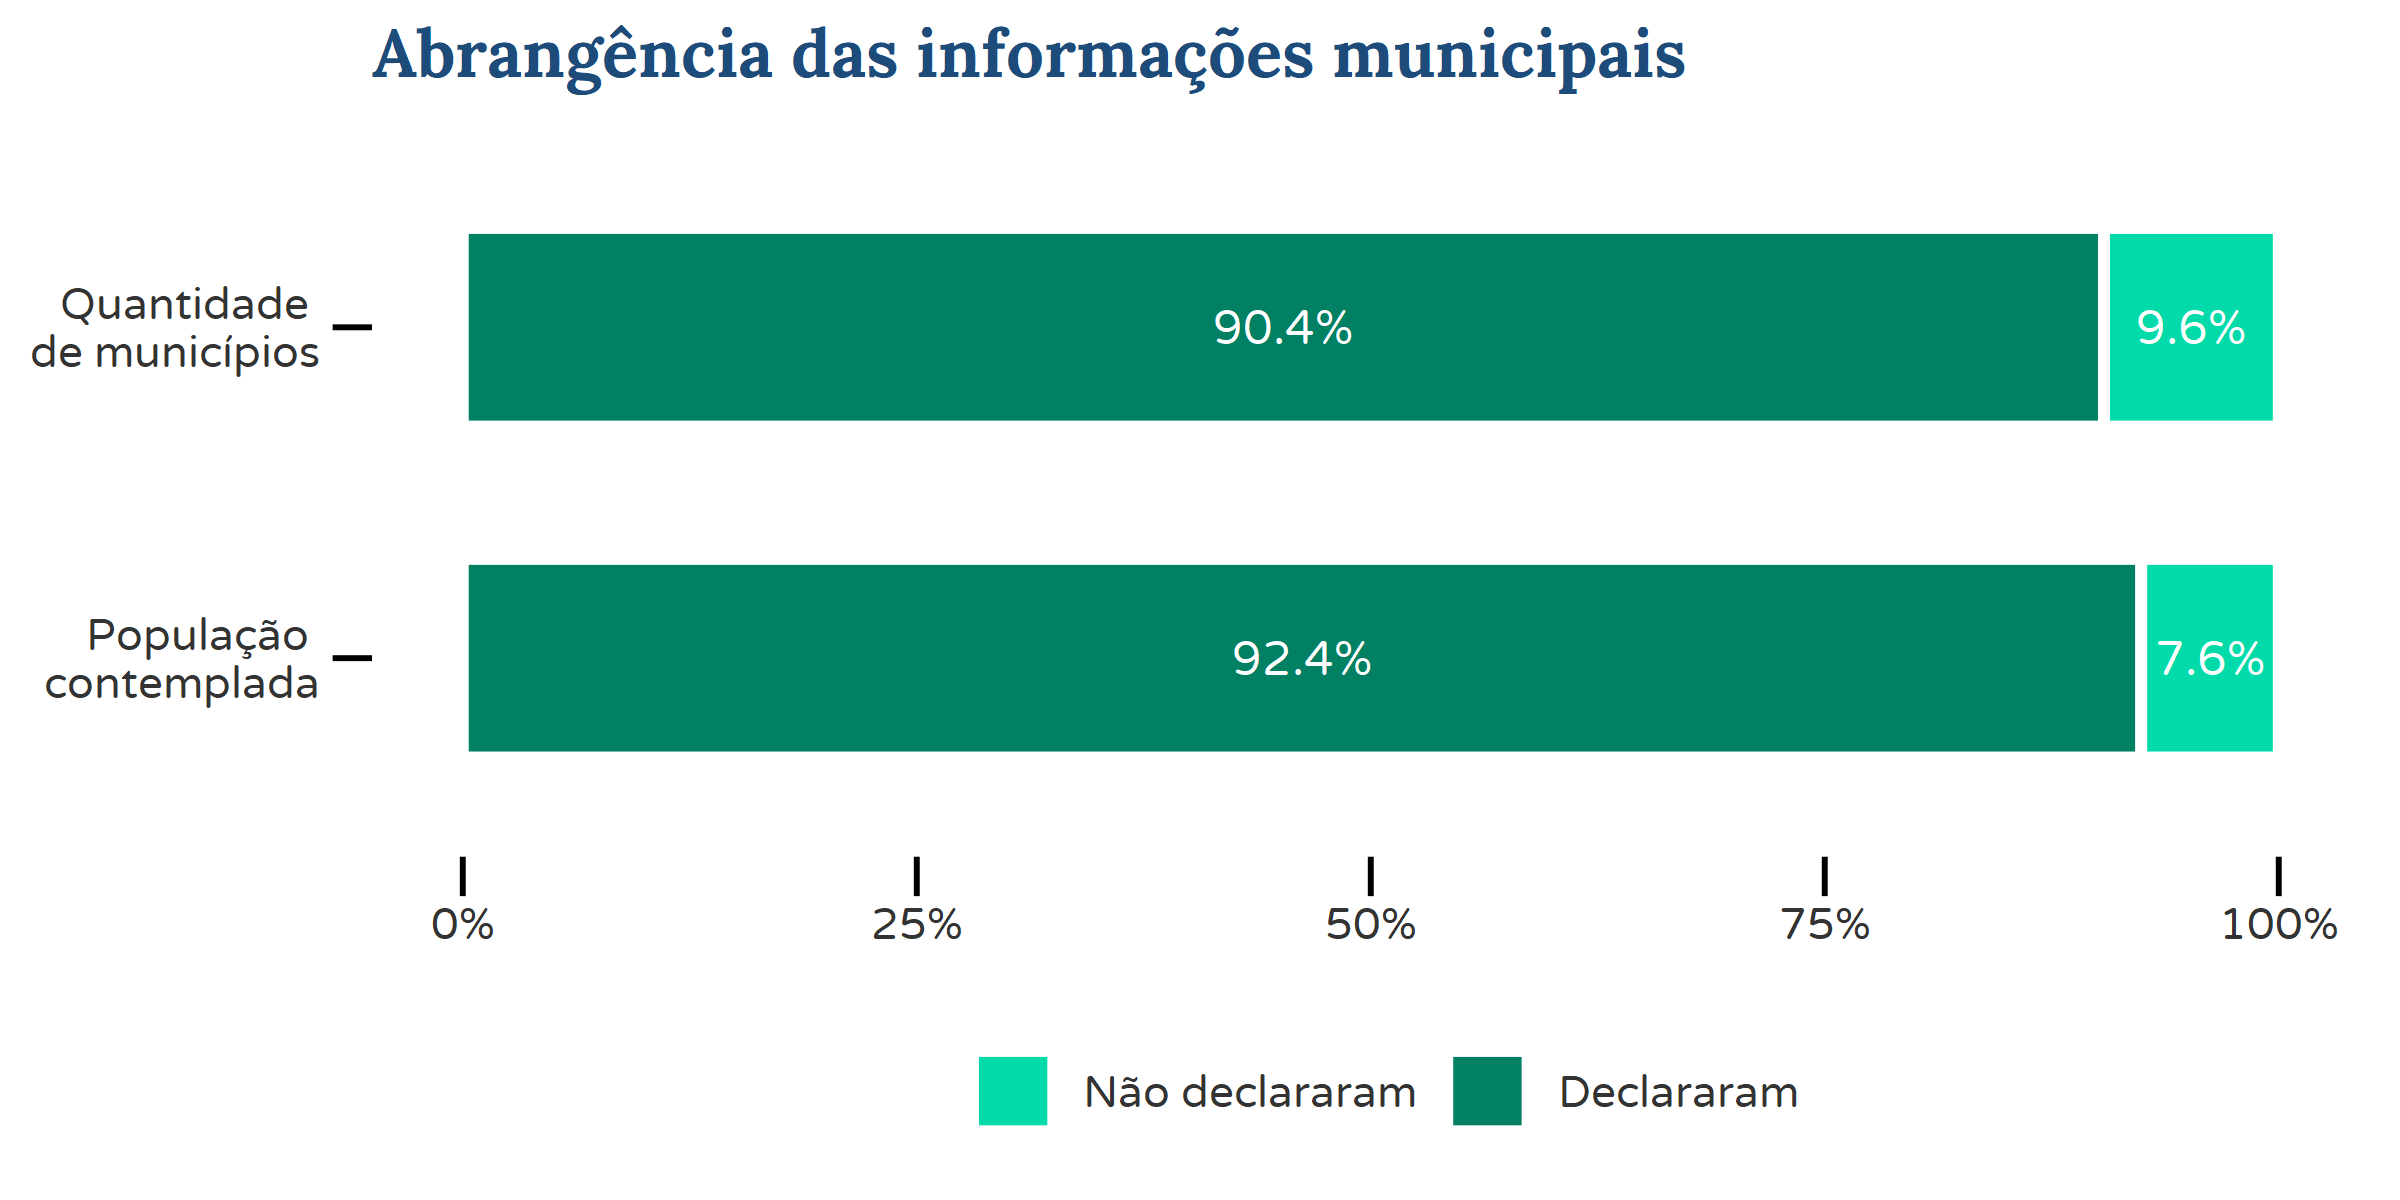 Abrangência das informações municipais
Quantidade
de municípios
90.4%
9.6%
População
contemplada
92.4%
7.6%
0%
25%
50%
75%
100%
Não declararam
Declararam